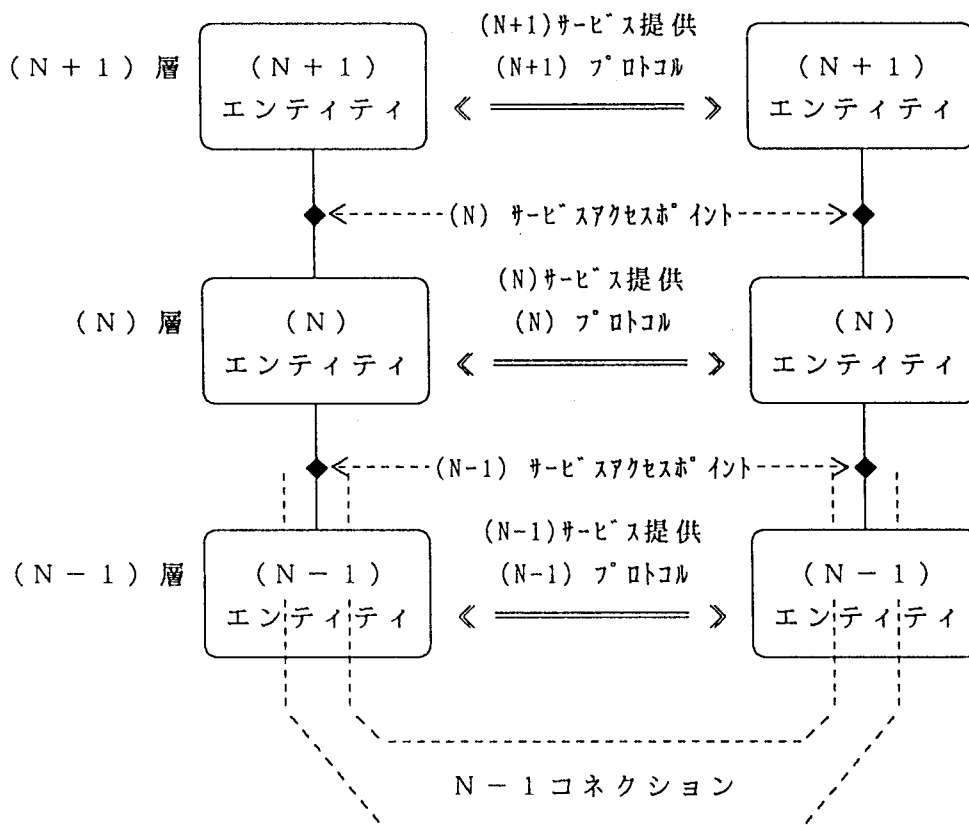 (N+1)サービス提供
(N+1)層
(N+1)
エンティティ
(N+1) プロトコル
(N+1)
エンティティ
(N) サービスアクセスポイント
(N)サービス提供
(N)層
(N)
エンティティ
(N) プロトコル
(N)
エンティティ
(N-1) サービスアクセスポイント
(N-1)サービス提供
(N-1)層
(N-1)
エンティティ
(N-1) プロトコル
(N-1)
エンティティ
N-1コネクション